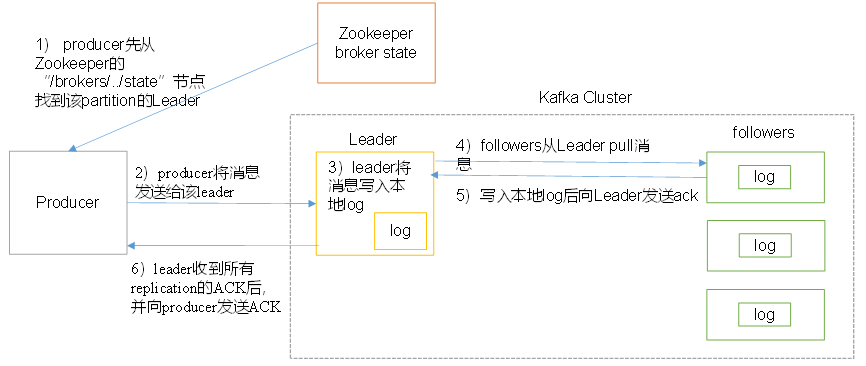 Zookeeper
broker state
1） producer先从
Zookeeper的
“/brokers/../state”节点
找到该partition的Leader
Kafka Cluster
Leader
followers
Producer
2）producer将消息
发送给该leader
3）leader将
消息写入本
地log
log
4）followers从Leader pull消
息
5）写入本地log后向Leader发送ack
log
log
log
6）leader收到所有
replication的ACK后,
并向producer发送ACK